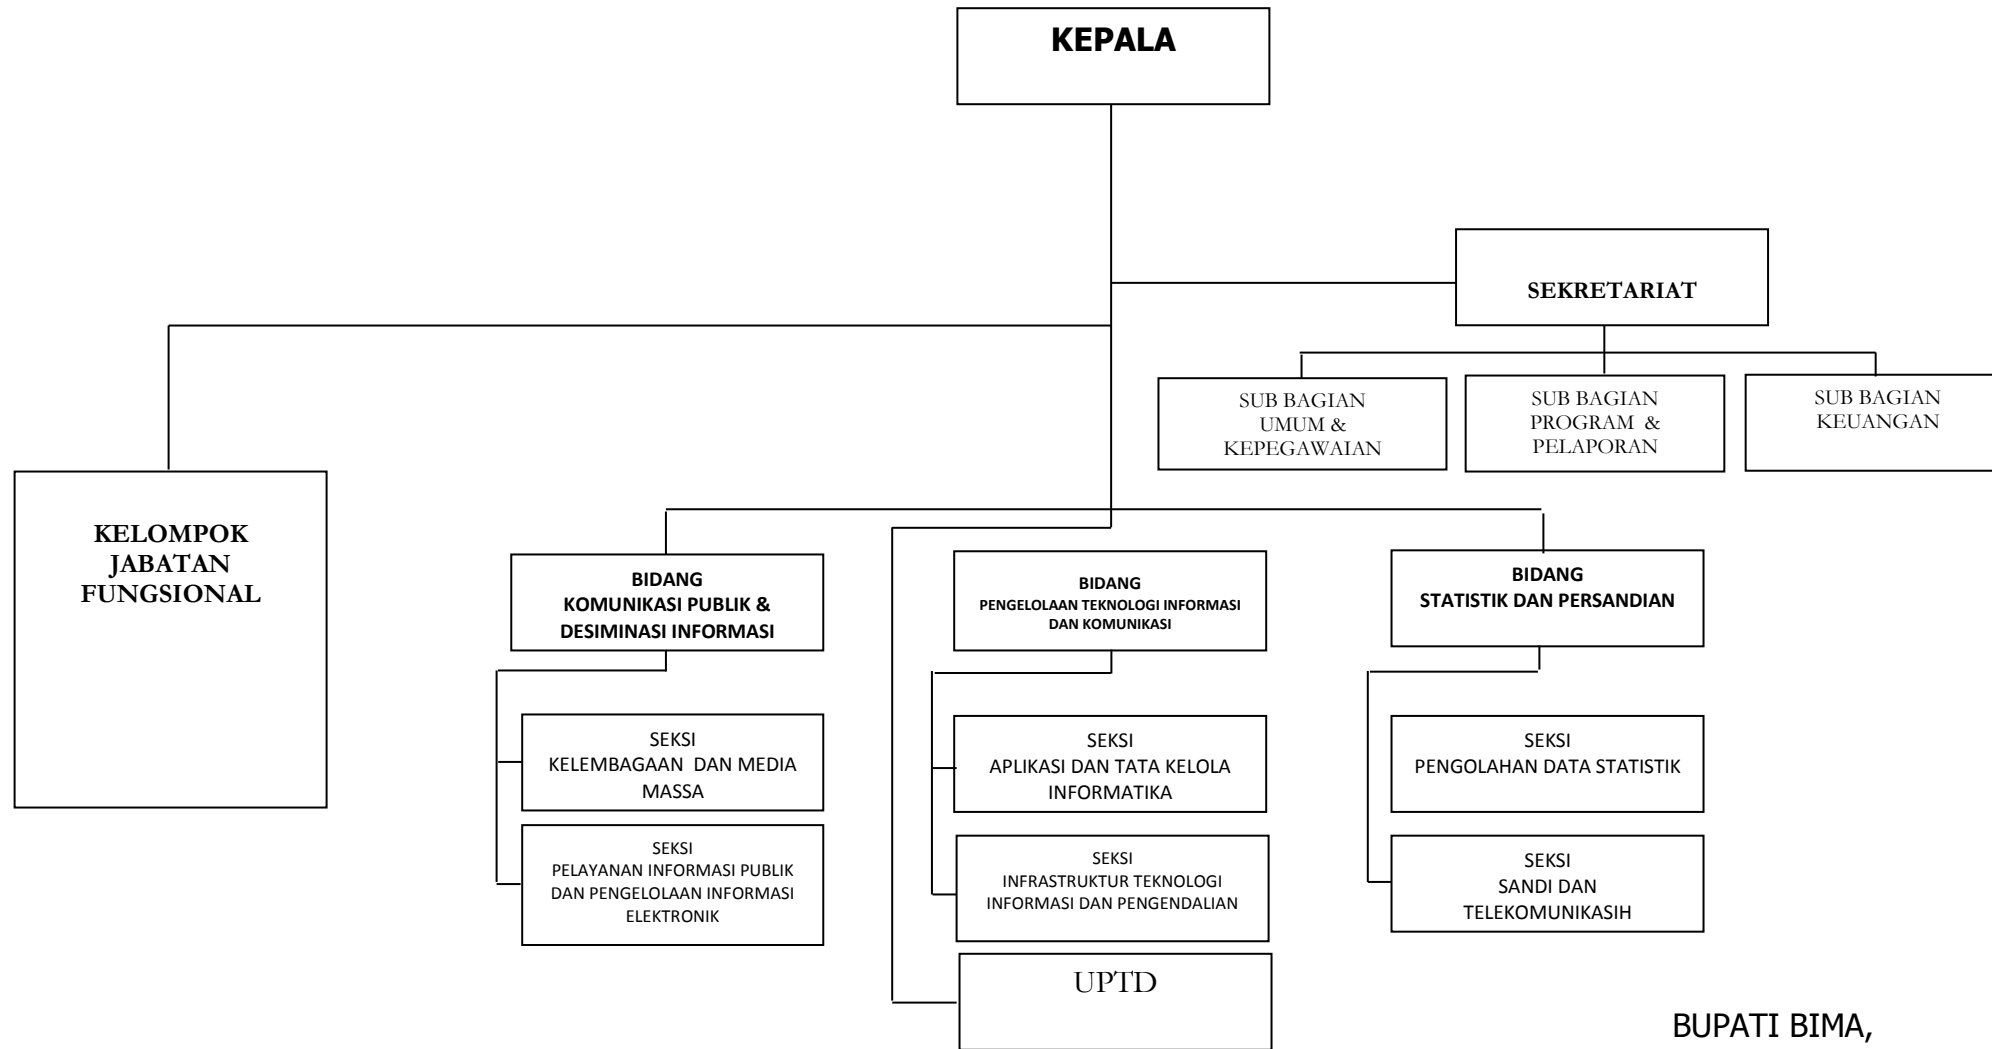 KEPALA
SEKRETARIAT
SUB BAGIAN
UMUM &
KEPEGAWAIAN
SUB BAGIAN
PROGRAM &
PELAPORAN
SUB BAGIAN
KEUANGAN
KELOMPOK
JABATAN
FUNGSIONAL
BIDANG
KOMUNIKASI PUBLIK &
DESIMINASI INFORMASI
BIDANG
PENGELOLAAN TEKNOLOGI INFORMASI
DAN KOMUNIKASI
BIDANG
STATISTIK DAN PERSANDIAN
SEKSI
KELEMBAGAAN DAN MEDIA
MASSA
SEKSI
APLIKASI DAN TATA KELOLA
INFORMATIKA
SEKSI
PENGOLAHAN DATA STATISTIK
SEKSI
PELAYANAN INFORMASI PUBLIK
DAN PENGELOLAAN INFORMASI
ELEKTRONIK
SEKSI
INFRASTRUKTUR TEKNOLOGI
INFORMASI DAN PENGENDALIAN
SEKSI
SANDI DAN
TELEKOMUNIKASIH
UPTD
BUPATI BIMA,